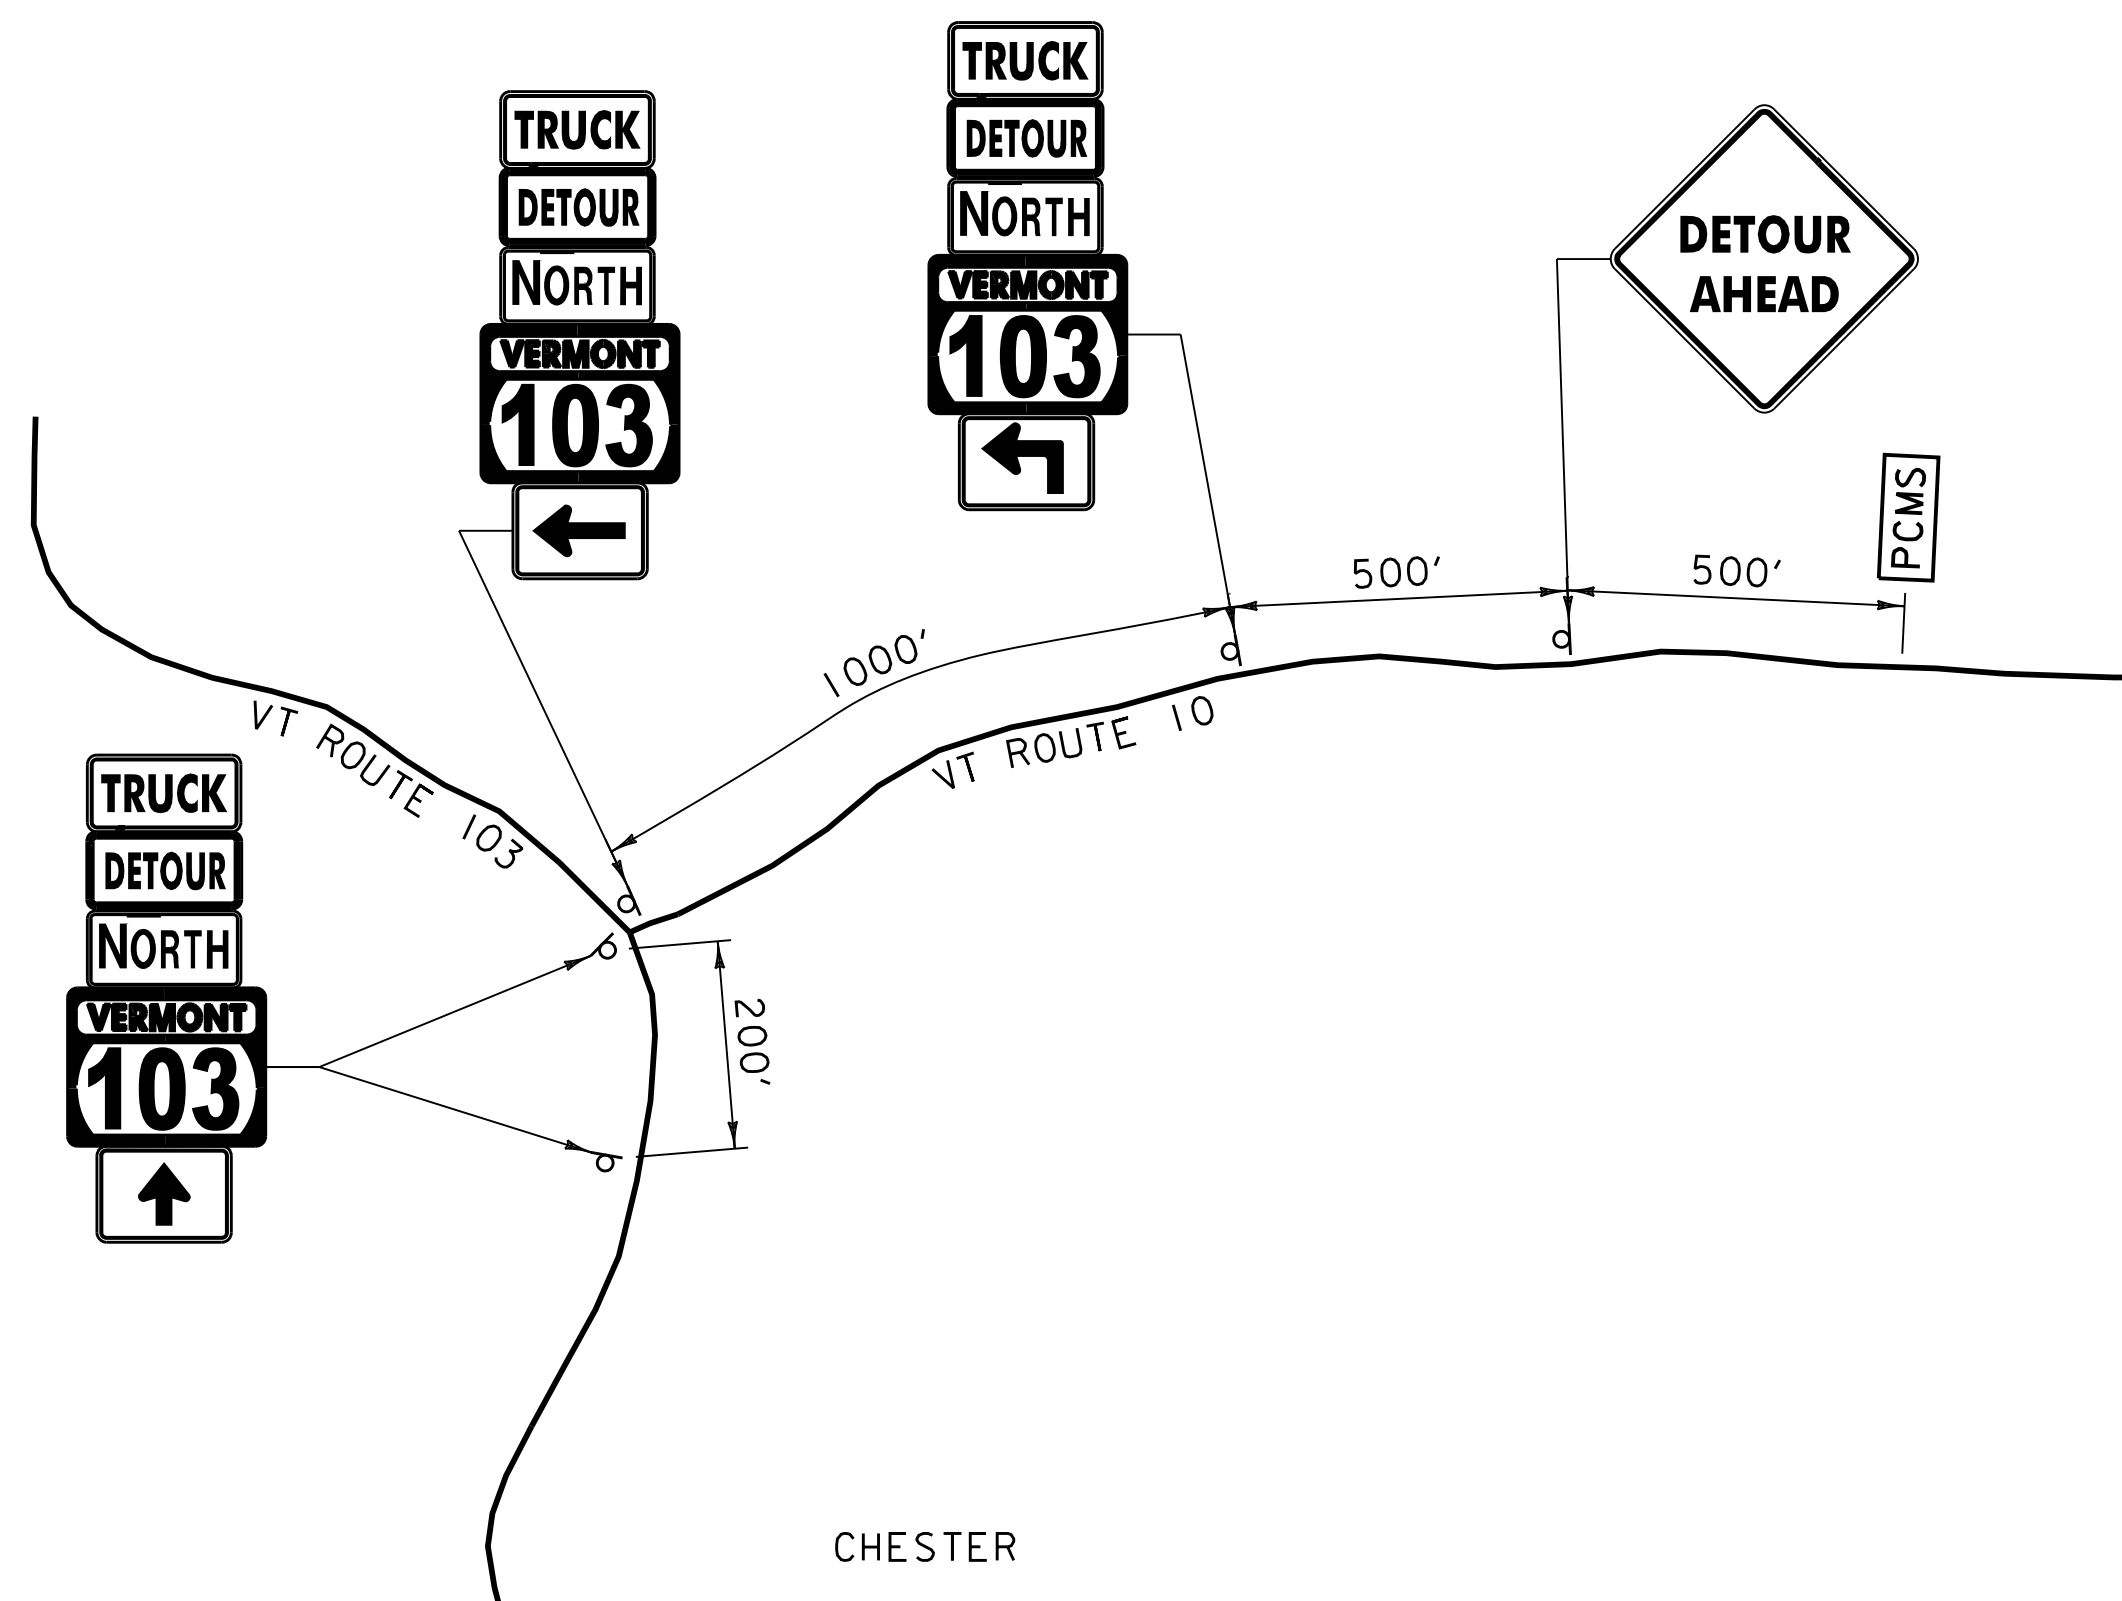 TRUCK
DETOUR
NORTH
VERMONT
103
TRUCK
DETOUR
NORTH
VERMONT
103
DETOUR
AHEAD
PCMS
500'
500'
1000'
VT ROUTE 10
VT ROUTE 103
TRUCK
DETOUR
NORTH
VERMONT
103
200'
CHESTER